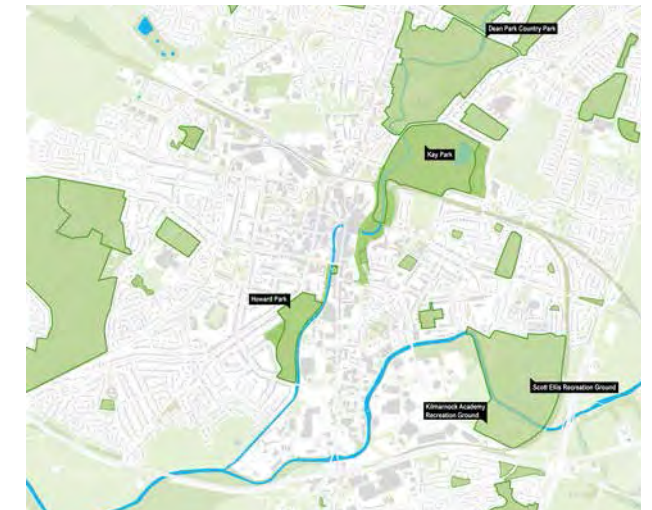 Dean Park Country Park
Kay Park
Howard Park
Scott Ellis Recreation Ground
Kilmarnock Academy
Recreation Ground